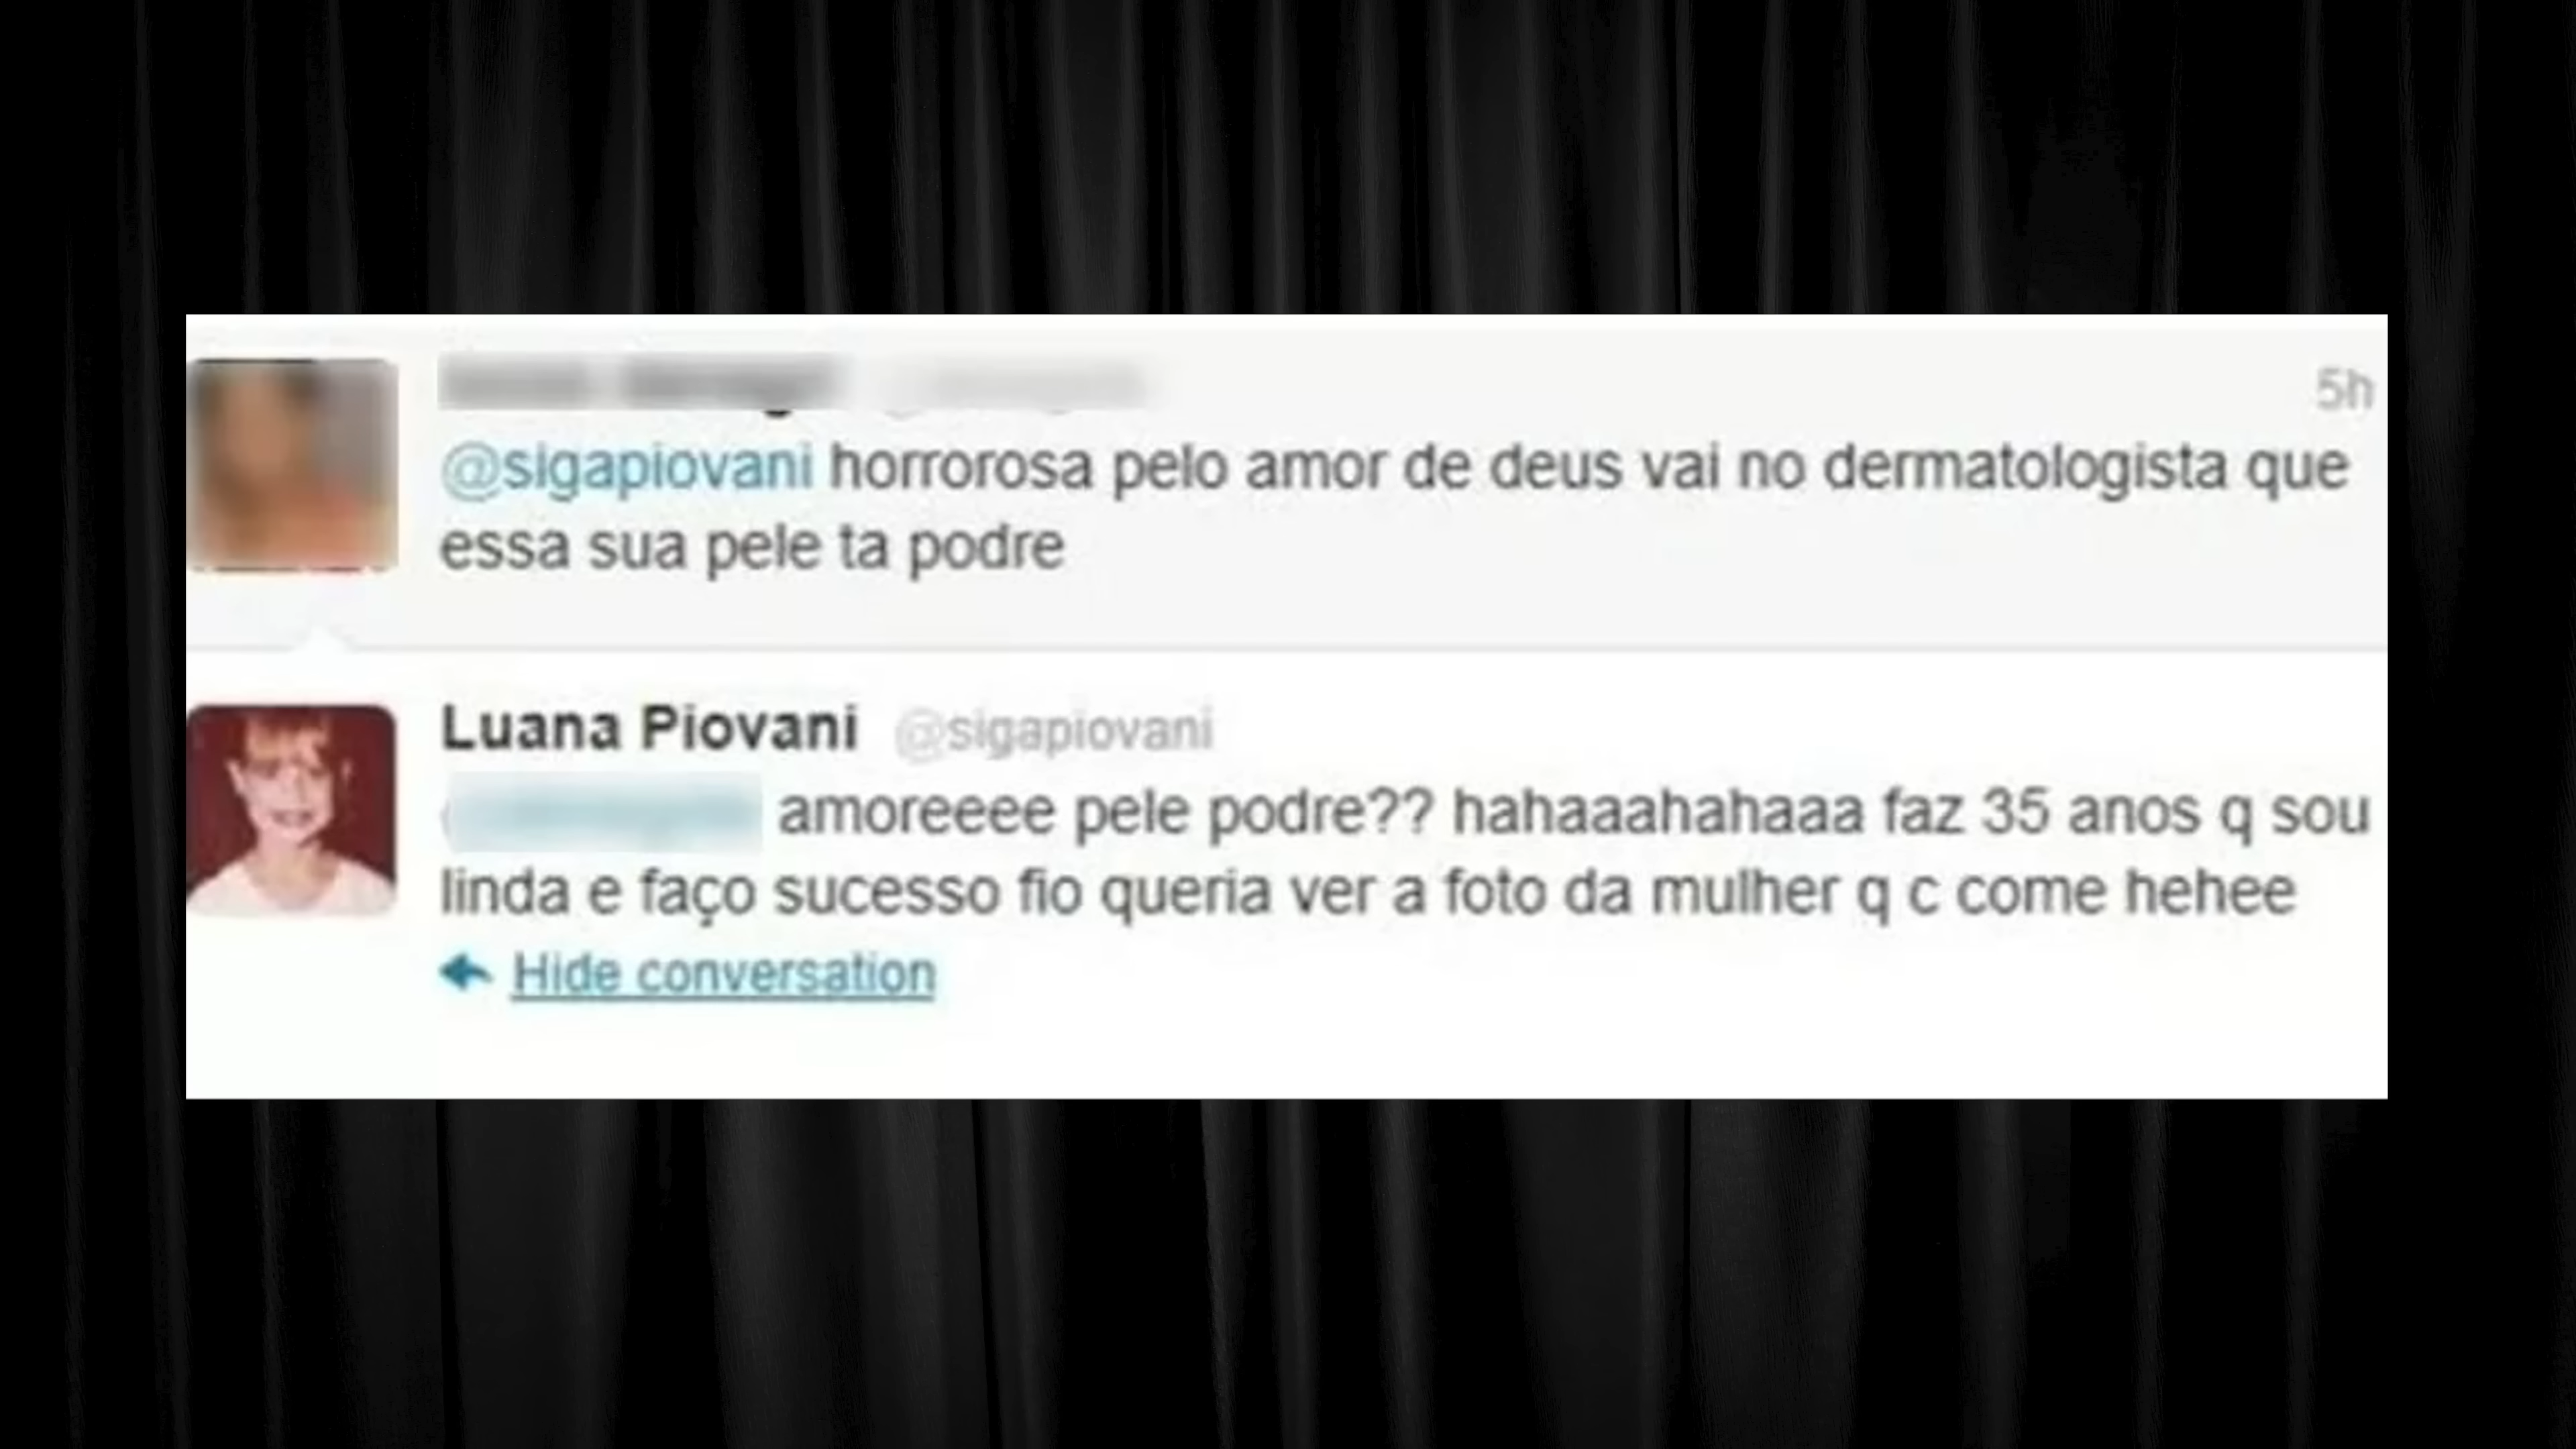 5h
@sigapiovani horrorosa pelo amor de deus vai no dermatologista que
essa sua pele ta podre
Luana Piovani @sigapiovani
amoreeee pele podre?? hahaaahahaaa faz 35 anos q sou
linda e faço sucesso fio queria ver a foto da mulher q c come hehee
Hide conversation